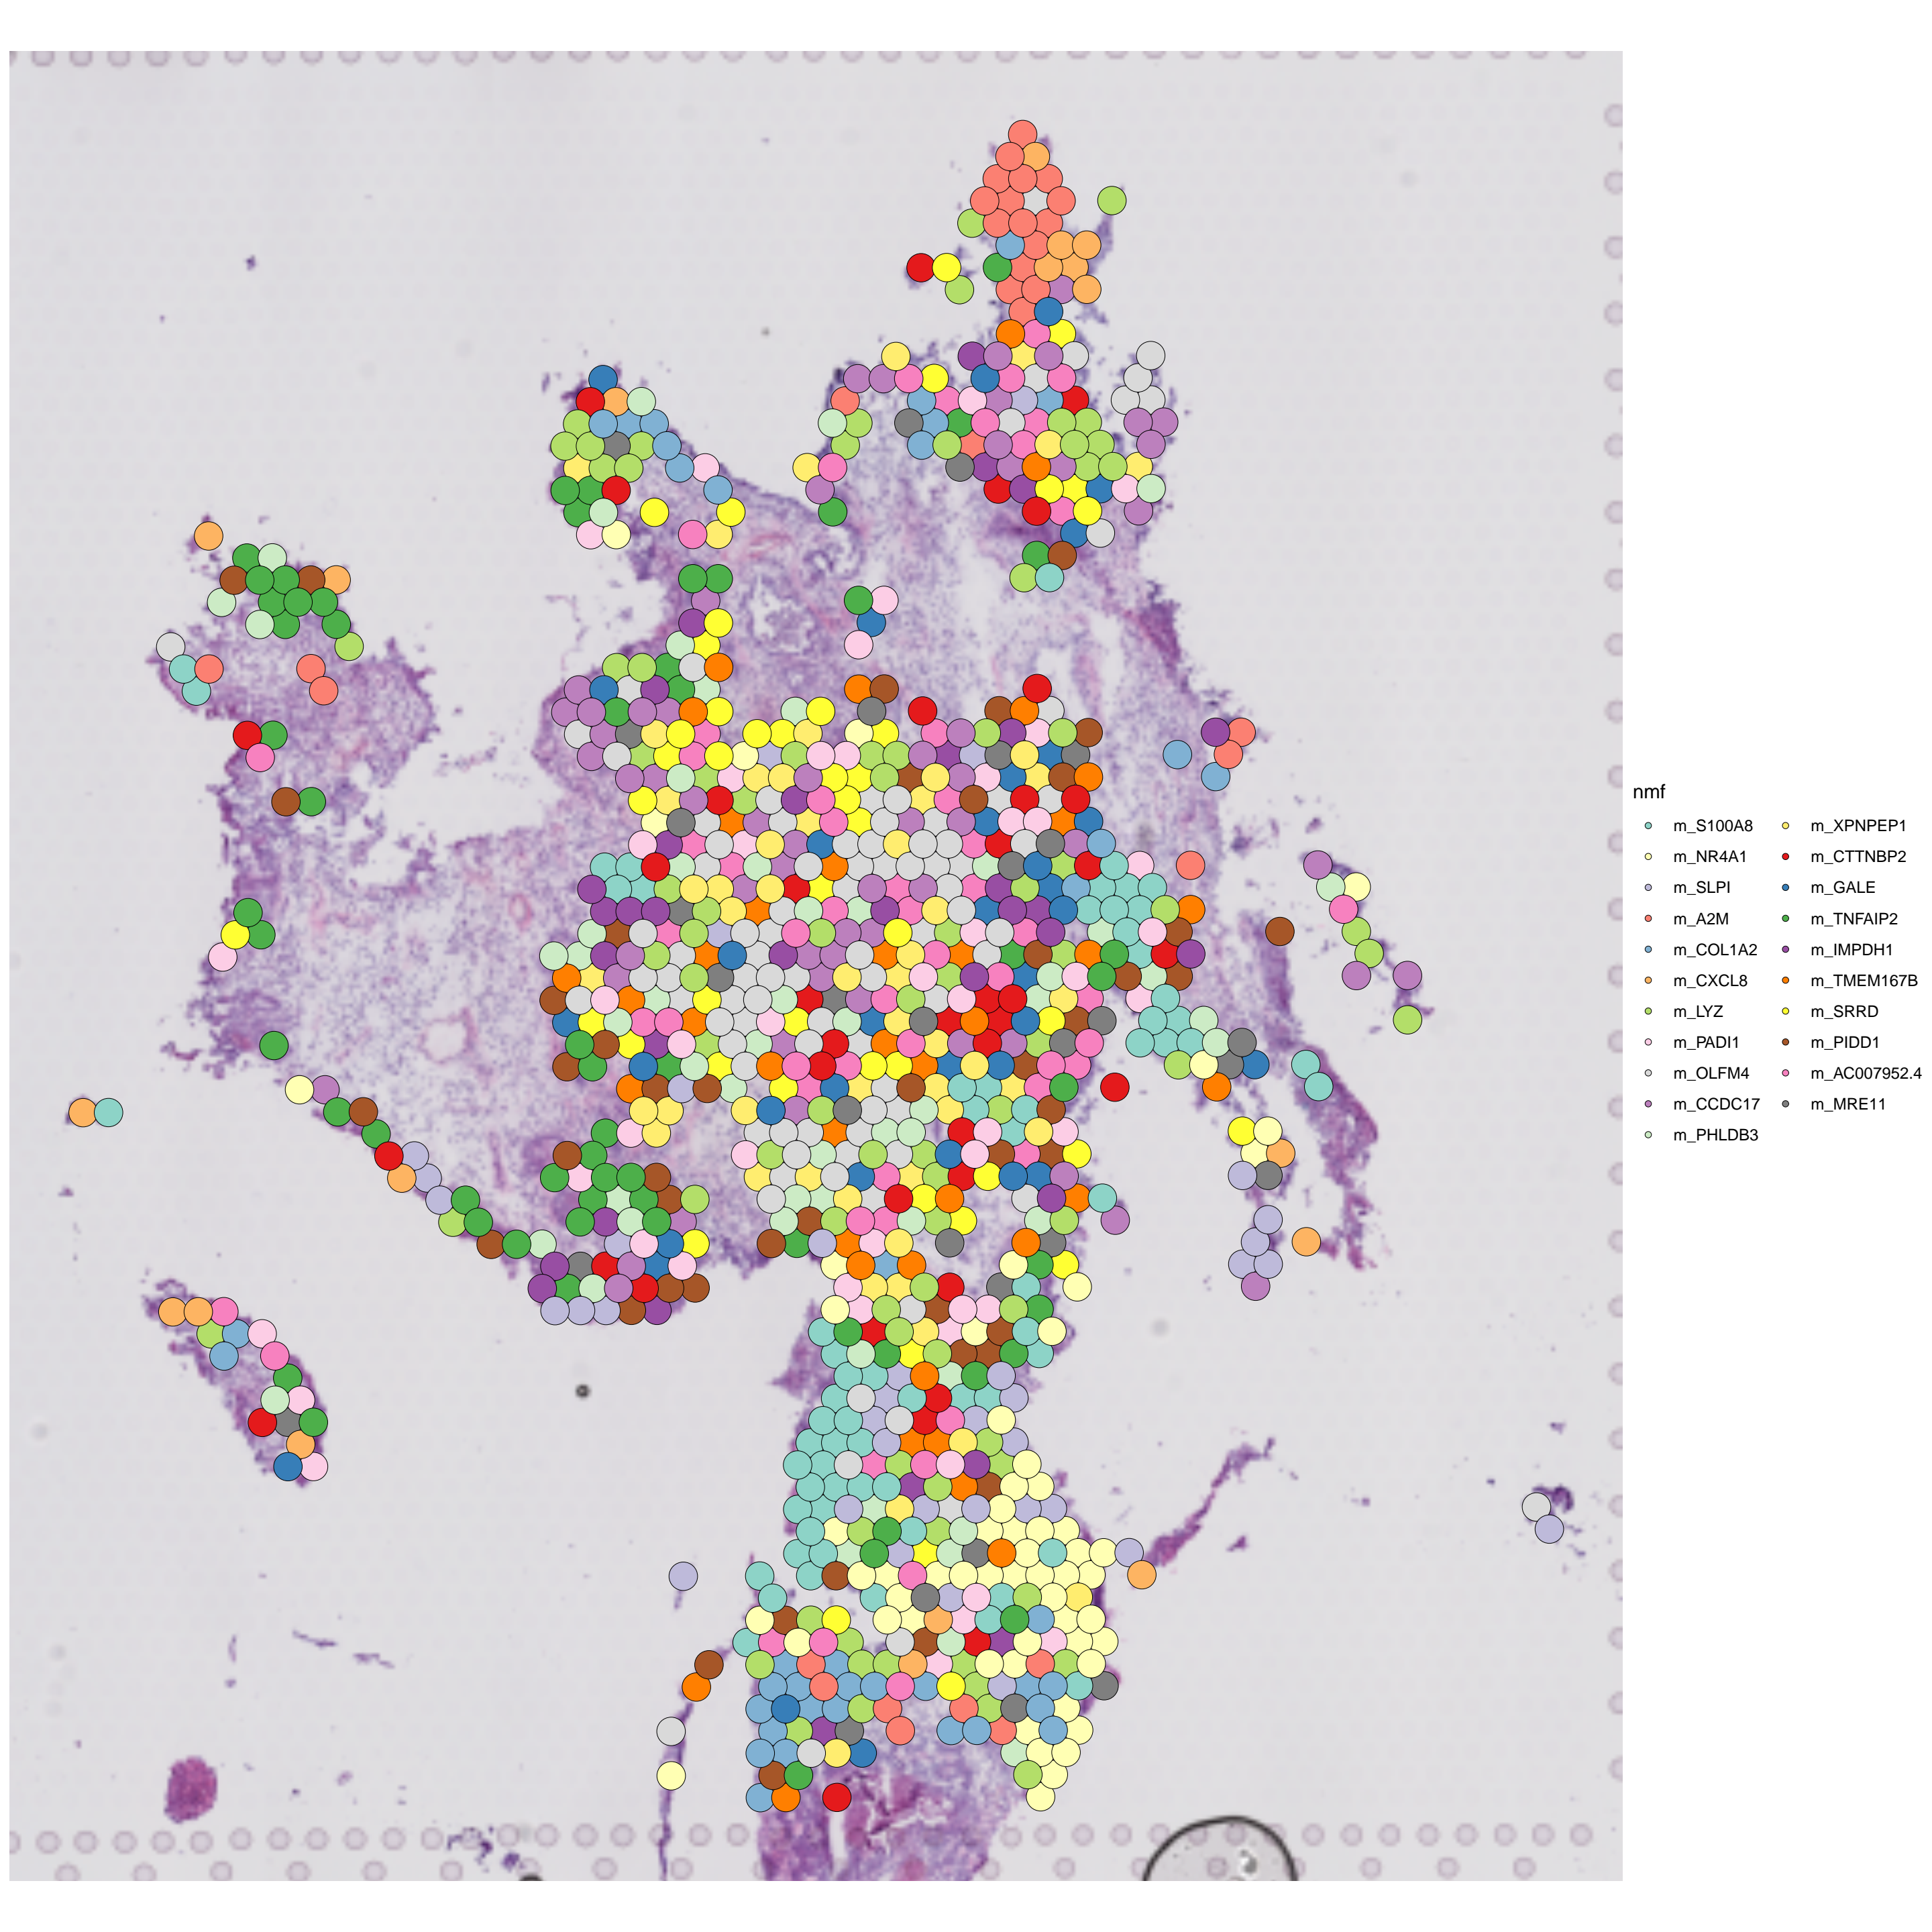 nmf
m_S100A8 m_XPNPEP1
m_NR4A1 m_CTTNBP2
m_SLPI m_GALE
m_A2M m_TNFAIP2
m_COL1A2 m_IMPDH1
m_CXCL8 m_TMEM167B
m_LYZ m_SRRD
m_PADI1 m_PIDD1
m_OLFM4 m_AC007952.4
m_CCDC17 m_MRE11
m_PHLDB3